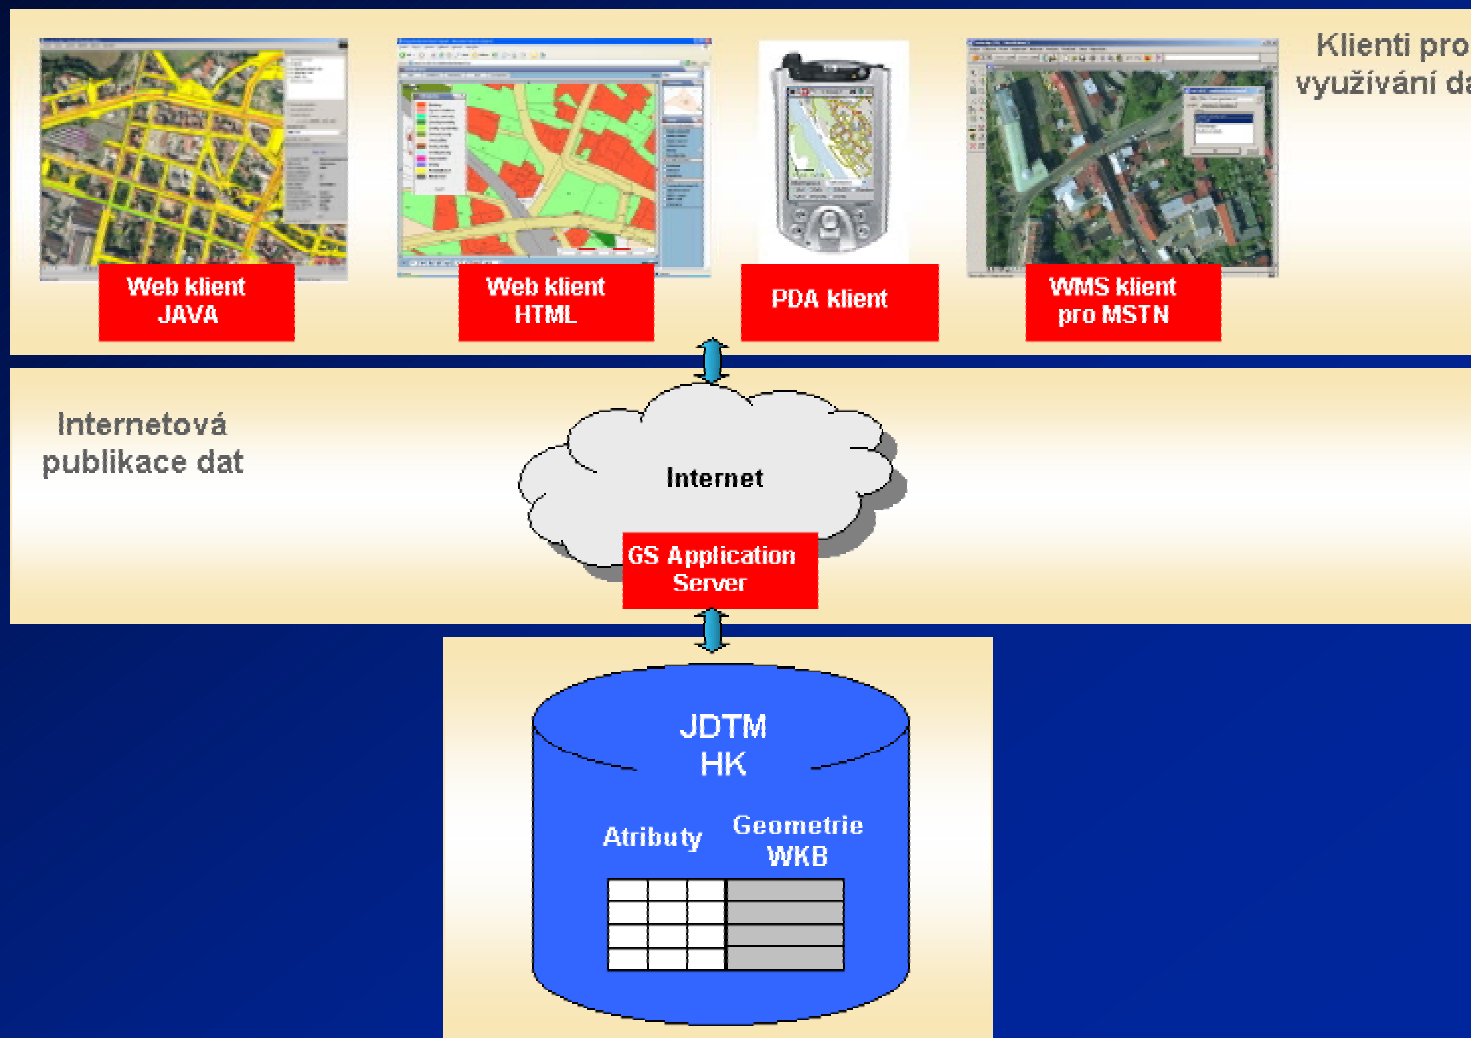 Klienti pro
využívání da
Web klient
JAVA
Web klient
HTML
PDA klient
WMS klient
pro MSTN
Internetová
publikace dat
Internet
GS Application
Server
JDTM
HK
Atributy
Geometrie
WKB